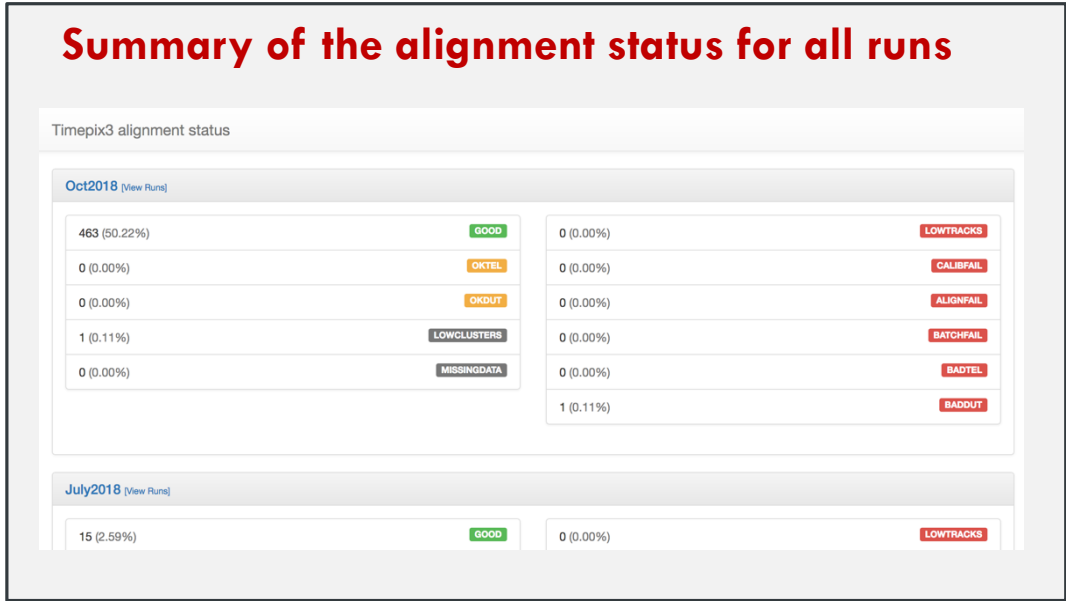 Summary of the alignment status for all runs
Timepix3 alignment status
Oct2018 [View Runs]
463 (50.22%) GOOD
0 (0.00%) OKTEL
0 (0.00%) OKDUT
1 (0.11%) LOWCLUSTERS
0 (0.00%) MISSINGDATA
0 (0.00%) LOWTRACKS
0 (0.00%) CALIBFAIL
0 (0.00%) ALIGNFAIL
0 (0.00%) BATCHFAIL
0 (0.00%) BADTEL
1 (0.11%) BADDUT
July2018 [View Runs]
15 (2.59%) GOOD
0 (0.00%) LOWTRACKS